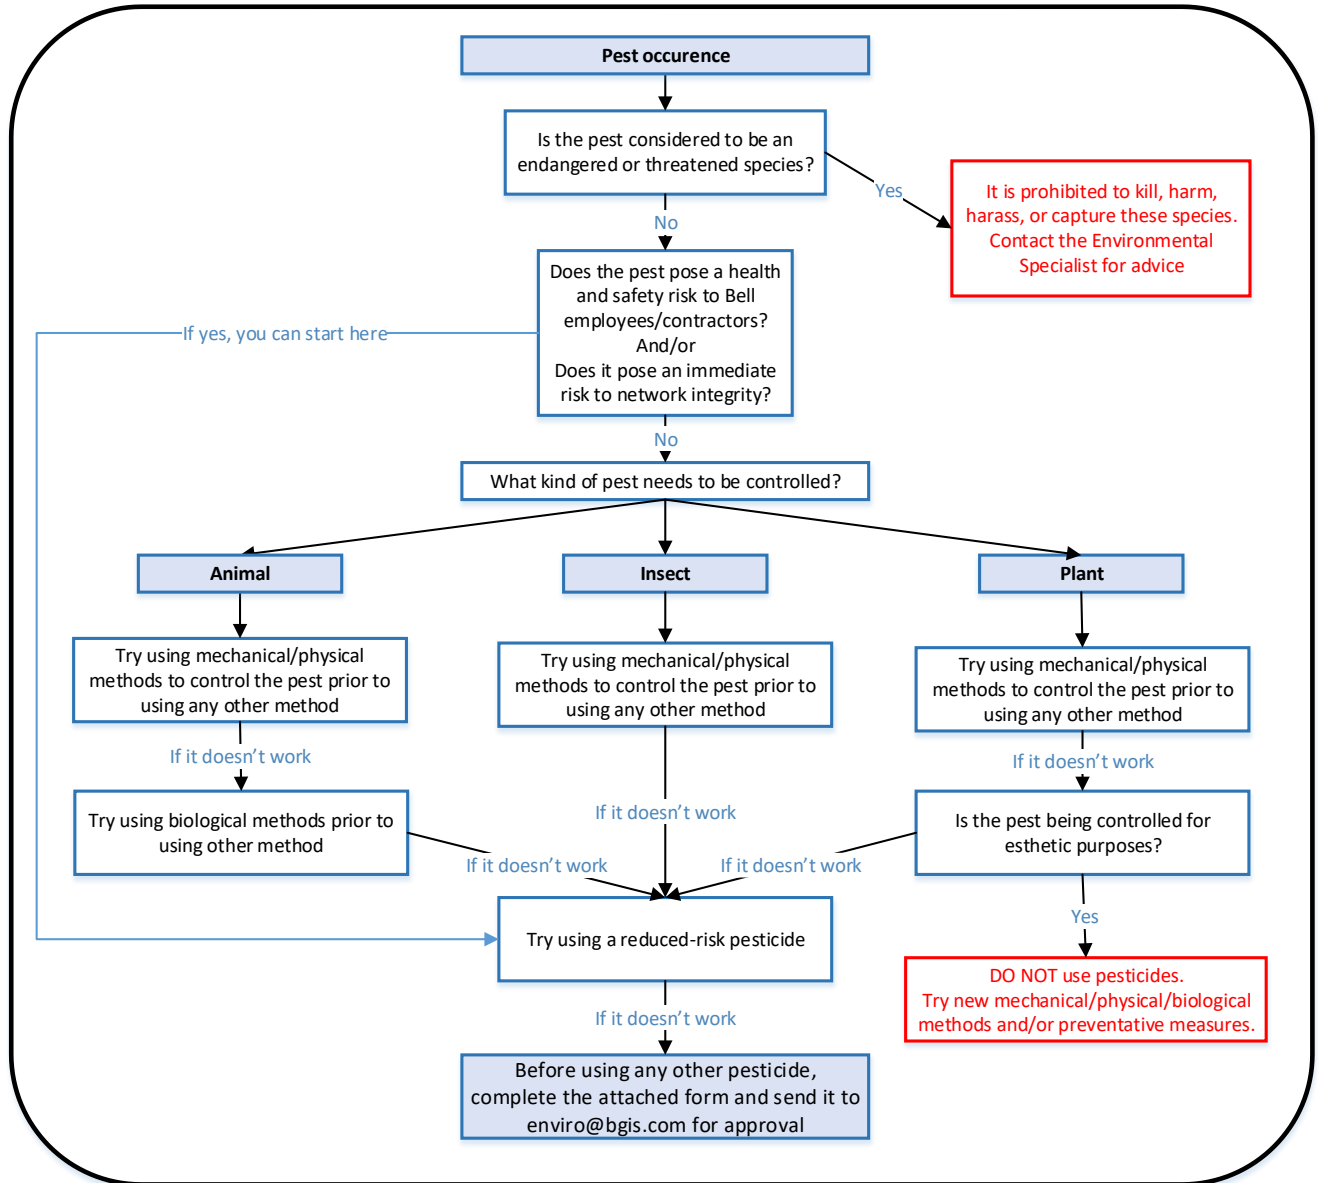 Pest occurence
Is the pest considered to be an
endangered or threatened species?
Yes
It is prohibited to kill, harm,
harass, or capture these species.
Contact the Environmental
Specialist for advice
No
Does the pest pose a health
and safety risk to Bell
employees/contractors?
And/or
Does it pose an immediate
risk to network integrity?
If yes, you can start here
No
What kind of pest needs to be controlled?
Animal
Insect
Plant
Try using mechanical/physical
methods to control the pest prior to
using any other method
Try using mechanical/physical
methods to control the pest prior to
using any other method
Try using mechanical/physical
methods to control the pest prior to
using any other method
If it doesn't work
If it doesn't work
If it doesn't work
Try using biological methods prior to
using other method
Is the pest being controlled for
esthetic purposes?
If it doesn't work
If it doesn't work
Yes
Try using a reduced-risk pesticide
DO NOT use pesticides.
Try new mechanical/physical/biological
methods and/or preventative measures.
If it doesn't work
Before using any other pesticide,
complete the attached form and send it to
enviro@bgis.com for approval